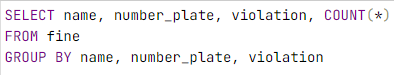 SELECT name, number_plate, violation, COUNT(*)
FROM fine
GROUP BY name, number_plate, violation